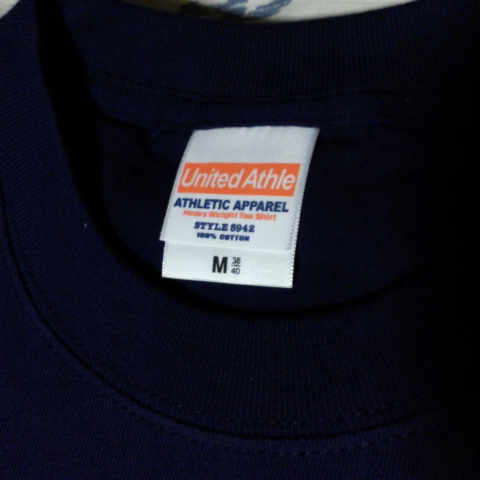 United Athle
ATHLETIC APPAREL
Heavy Weight Tee Shirt
STYLE 5942
100% COTTON
M 38
40